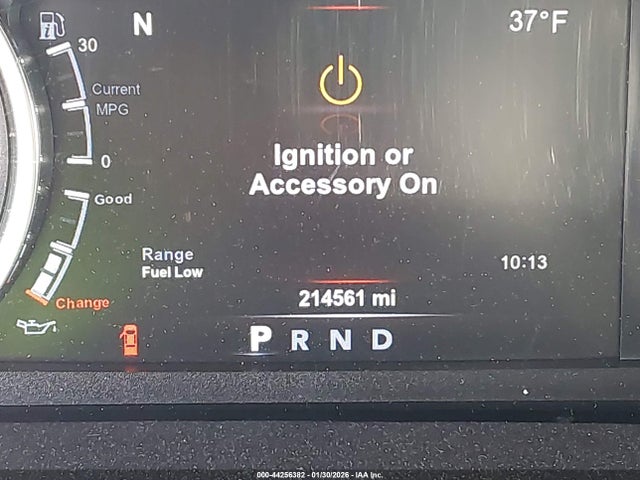 N
37°F
30
Current
MPG
0
Ignition or
Accessory On
Good
Range
Fuel Low
10:13
Change
214561 mi
P R N D
000-44256382 - 01/30/2026 - IAA Inc.